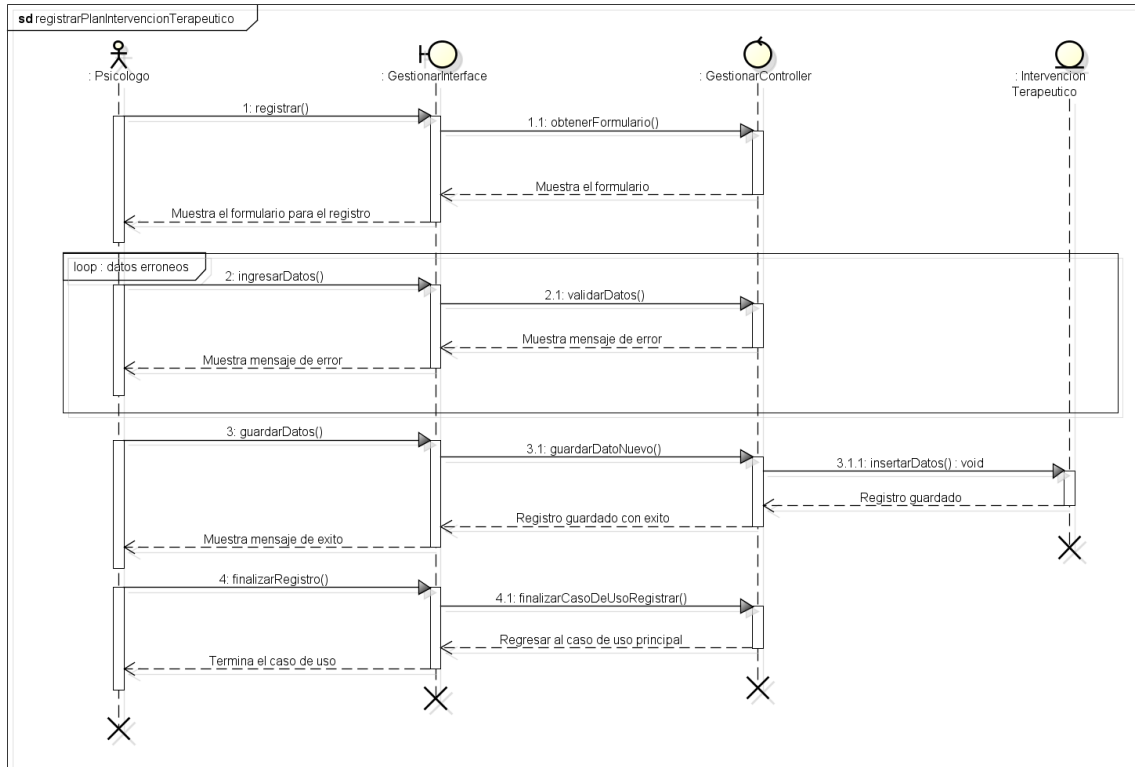 sd registrarPlanIntervencionTerapeutico
: Psicologo
: GestionarInterface
: GestionarController
: Intervencion
Terapeutico
1: registrar()
1.1: obtenerFormulario()
Muestra el formulario
Muestra el formulario para el registro
loop : datos erroneos
2: ingresarDatos()
2.1: validarDatos()
Muestra mensaje de error
Muestra mensaje de error
3: guardarDatos()
3.1: guardarDatoNuevo()
3.1.1: insertarDatos() : void
Registro guardado
Registro guardado con exito
Muestra mensaje de exito
4: finalizarRegistro()
4.1: finalizarCasoDeUsoRegistrar()
Regresar al caso de uso principal
Termina el caso de uso